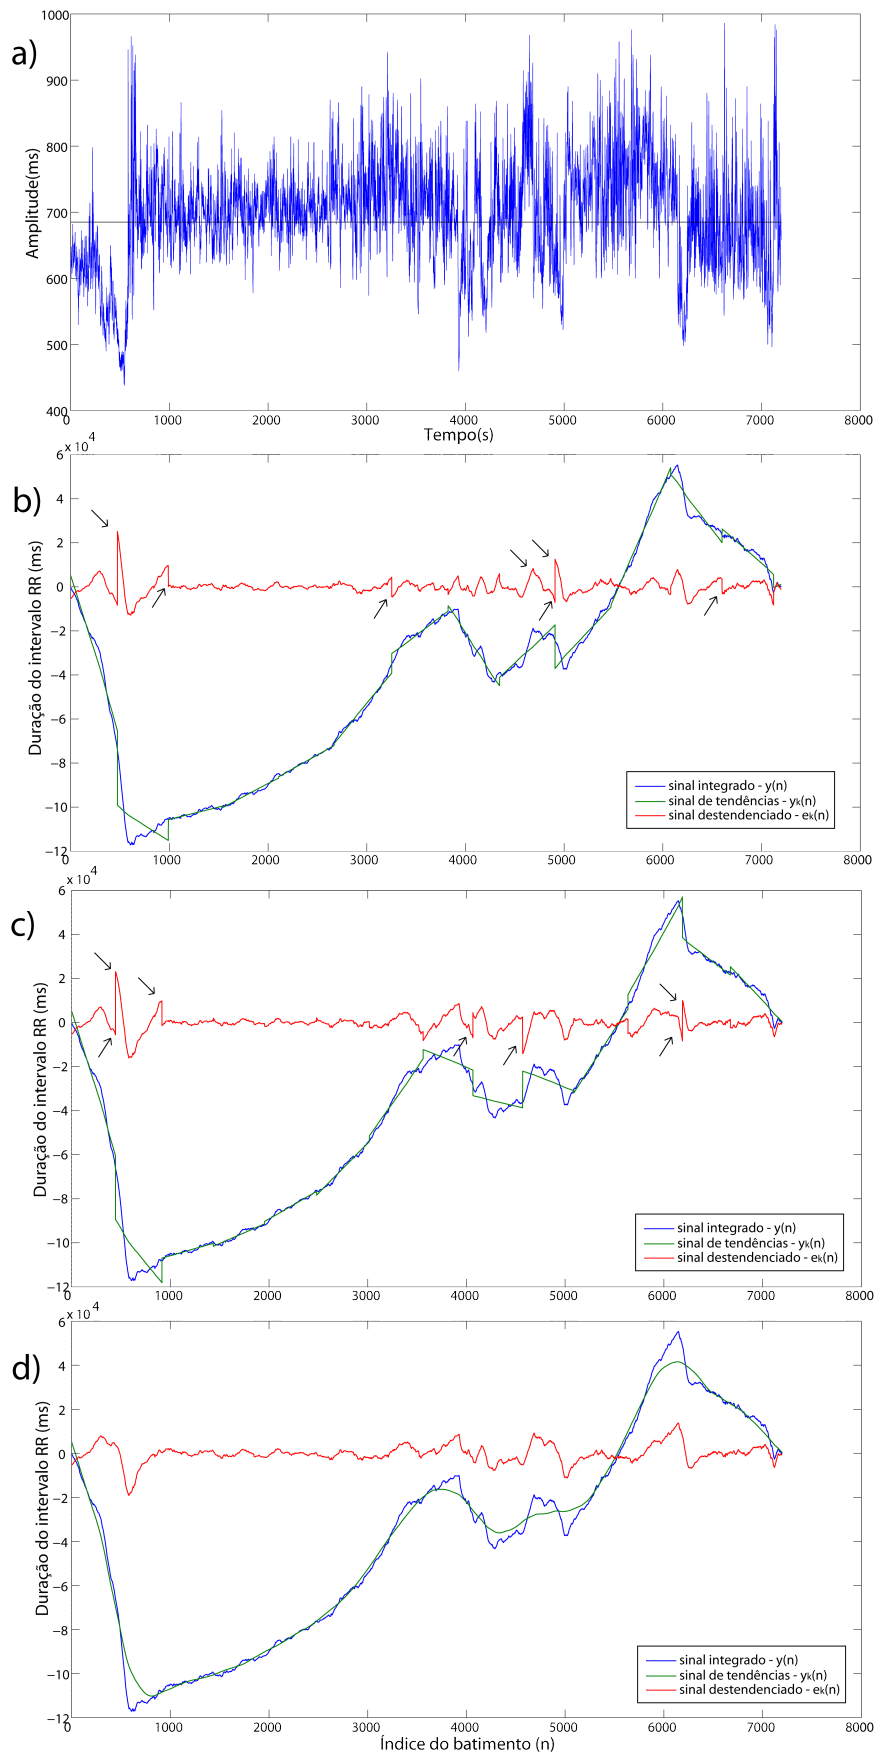 a)
Amplitude(ms)
1000
900
800
700
600
500
400
0 1000 2000 3000 4000 5000 6000 7000 8000
Tempo(s)
x 10 4
b)
Duração do intervalo RR (ms)
6
4
2
0
−2
−4
−6
−8
−10
−12
sinal integrado - y(n)
sinal de tendências - yk(n)
sinal destendenciado - ek(n)
0 1000 2000 3000 4000 5000 6000 7000 8000
x 10 4
c)
Duração do intervalo RR (ms)
6
4
2
0
−2
−4
−6
−8
−10
−12
sinal integrado - y(n)
sinal de tendências - yk(n)
sinal destendenciado - ek(n)
0 1000 2000 3000 4000 5000 6000 7000 8000
x 10 4
d)
Duração do intervalo RR (ms)
6
4
2
0
−2
−4
−6
−8
−10
−12
sinal integrado - y(n)
sinal de tendências - yk(n)
sinal destendenciado - ek(n)
0 1000 2000 3000 4000 5000 6000 7000 8000
Índice do batimento (n)